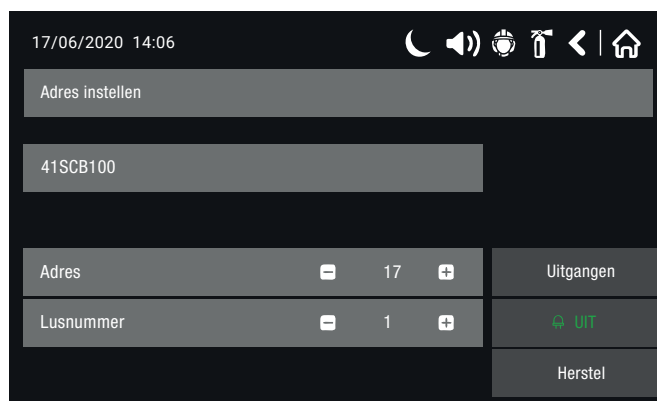 17/06/2020 14:06
Adres instellen
41SCB100
Adres 17 Uitgangen
Lusnummer 1 UIT
Herstel